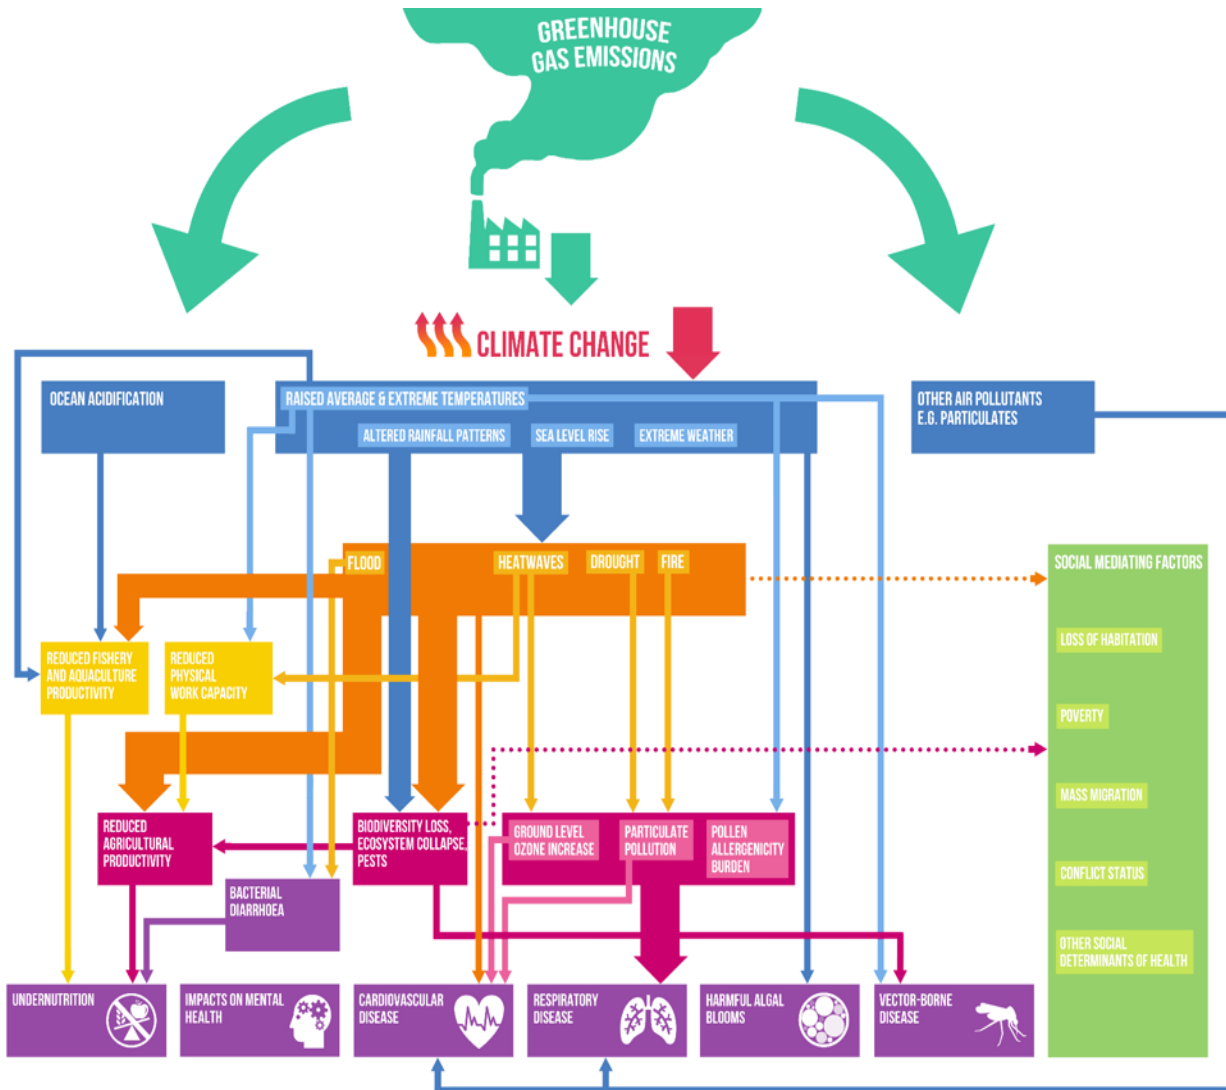 GREENHOUSE
GAS EMISSIONS
CLIMATE CHANGE
OCEAN ACIDIFICATION
RAISED AVERAGE & EXTREME TEMPERATURES
ALTERED RAINFALL PATTERNS
SEA LEVEL RISE
EXTREME WEATHER
OTHER AIR POLLUTANTS
E.G. PARTICULATES
FLOOD
HEATWAVES
DROUGHT
FIRE
SOCIAL MEDIATING FACTORS
LOSS OF HABITATION
POVERTY
MASS MIGRATION
CONFLICT STATUS
OTHER SOCIAL
DETERMINANTS OF HEALTH
REDUCED FISHERY
AND AQUACULTURE
PRODUCTIVITY
REDUCED
PHYSICAL
WORK CAPACITY
REDUCED
AGRICULTURAL
PRODUCTIVITY
BIODIVERSITY LOSS,
ECOSYSTEM COLLAPSE,
PESTS
GROUND LEVEL
OZONE INCREASE
PARTICULATE
POLLUTION
POLLEN
ALLERGENICITY
BURDEN
BACTERIAL
DIARRHOEA
UNDERNUTRITION
IMPACTS ON MENTAL
HEALTH
CARDIOVASCULAR
DISEASE
RESPIRATORY
DISEASE
HARMFUL ALGAL
BLOOMS
VECTOR-BORNE
DISEASE